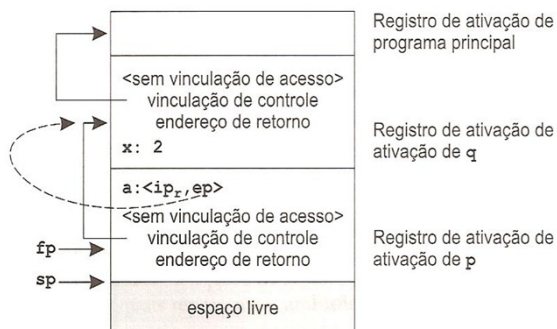 Registro de ativação de
programa principal
<sem vinculação de acesso>
vinculação de controle
endereço de retorno
x: 2
Registro de ativação de
ativação de q
a:<ipr,ep>
<sem vinculação de acesso>
vinculação de controle
endereço de retorno
Registro de ativação de
ativação de p
fp
sp
espaço livre